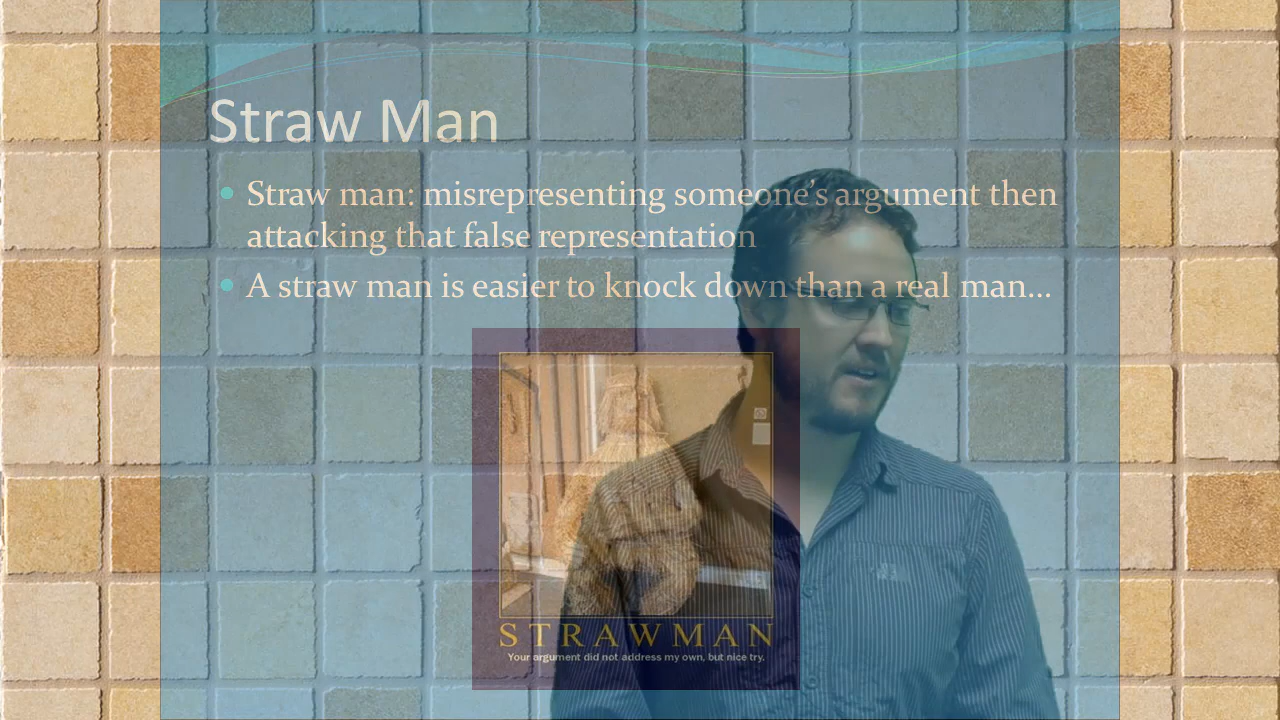 Straw Man
Straw man: misrepresenting someone's argument then
attacking that false representation
A straw man is easier to knock down than a real man...
STRAWMAN
Your argument did not address my own, but nice try.